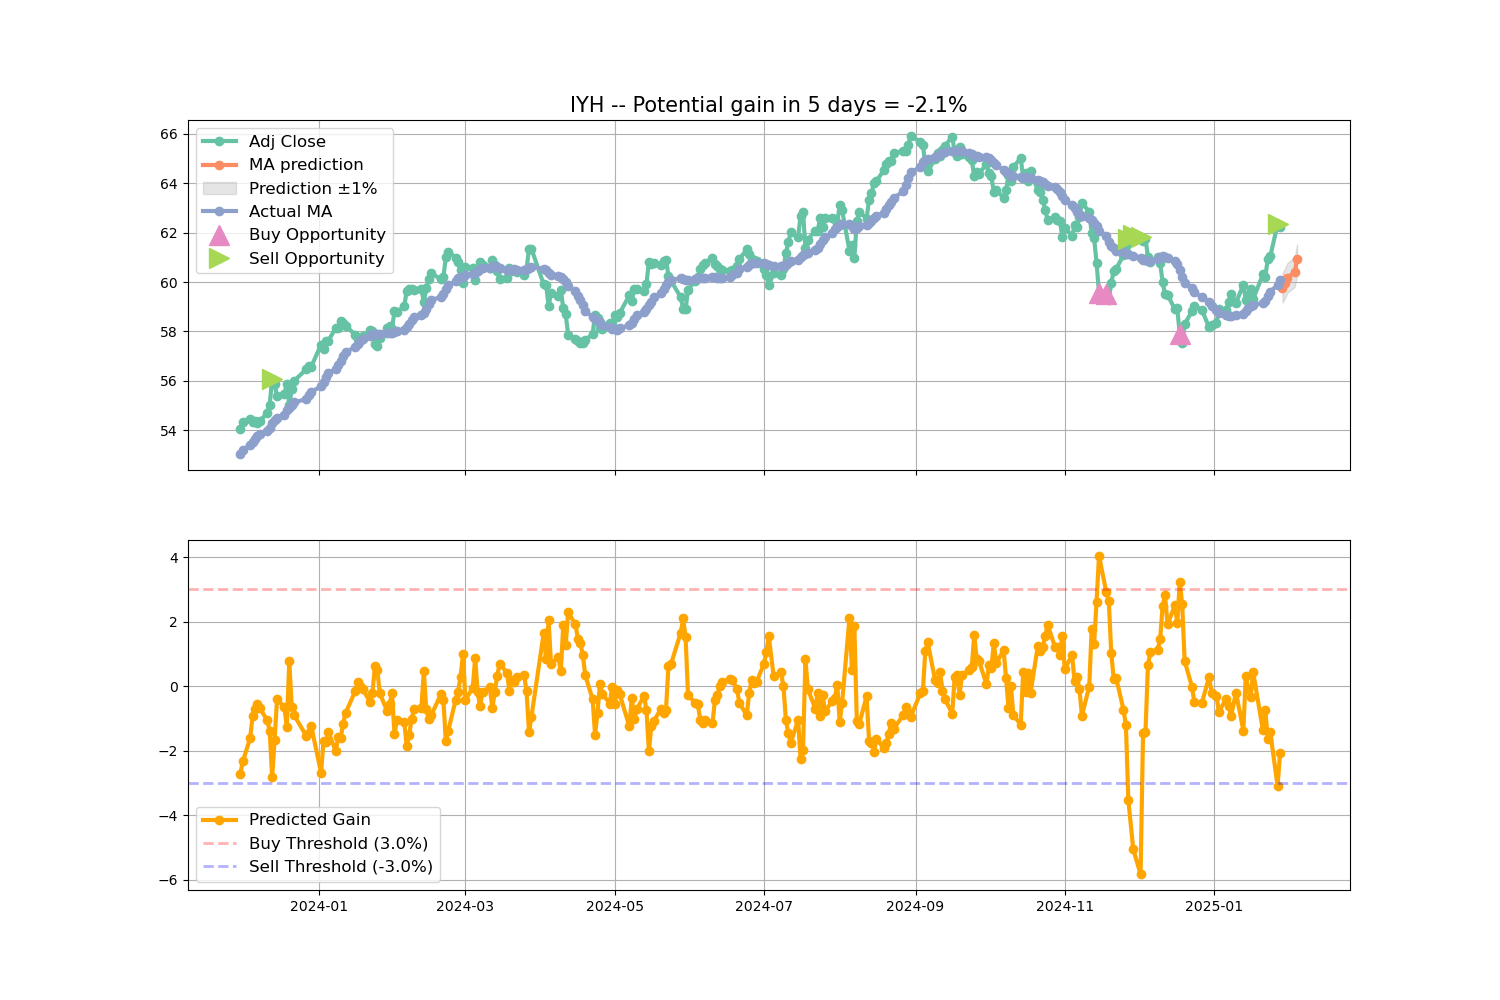 IYH -- Potential gain in 5 days = -2.1%
66
64
62
60
58
56
54
Adj Close
MA prediction
Prediction ±1%
Actual MA
Buy Opportunity
Sell Opportunity
4
2
0
−2
−4
−6
Predicted Gain
Buy Threshold (3.0%)
Sell Threshold (-3.0%)
2024-01
2024-03
2024-05
2024-07
2024-09
2024-11
2025-01